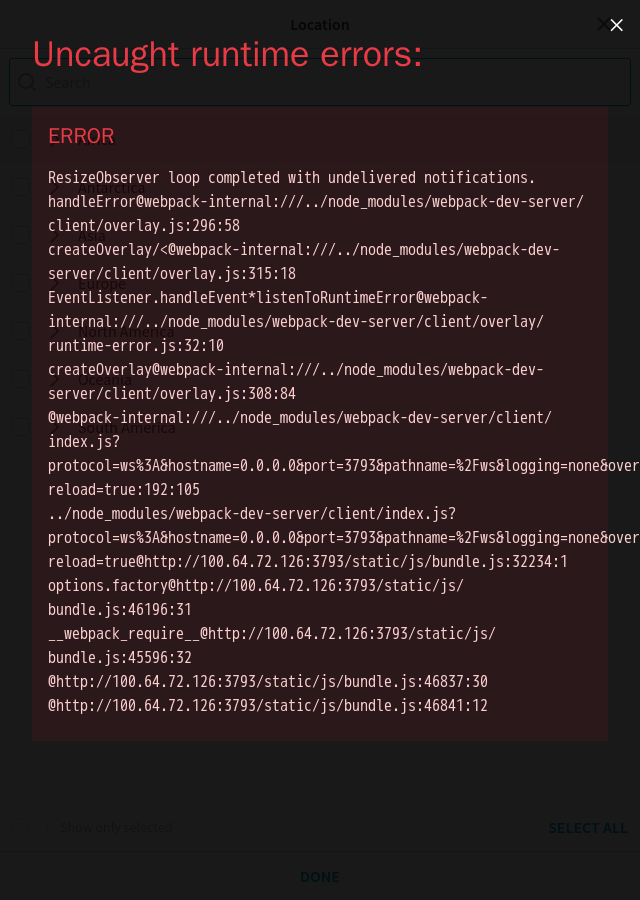 Location
Uncaught runtime errors:
Search
ERROR
ResizeObserver loop completed with undelivered notifications.
Antarctica
handleError@webpack-internal:///../node_modules/webpack-dev-server/
client/overlay.js:296:58
Asia
createOverlay/<@webpack-internal:///../node_modules/webpack-dev-
server/client/overlay.js:315:18
Europe
EventListener.handleEvent*listenToRuntimeError@webpack-
internal:///../node_modules/webpack-dev-server/client/overlay/
North America
runtime-error.js:32:10
createOverlay@webpack-internal:///../node_modules/webpack-dev-
Oceania
server/client/overlay.js:308:84
@webpack-internal:///../node_modules/webpack-dev-server/client/
South America
index.js?
protocol=ws%3A&hostname=0.0.0.0&port=3793&pathname=%2Fws&logging=none&over
reload=true:192:105
../node_modules/webpack-dev-server/client/index.js?
protocol=ws%3A&hostname=0.0.0.0&port=3793&pathname=%2Fws&logging=none&over
reload=true@http://100.64.72.126:3793/static/js/bundle.js:32234:1
options.factory@http://100.64.72.126:3793/static/js/
bundle.js:46196:31
__webpack_require__@http://100.64.72.126:3793/static/js/
bundle.js:45596:32
@http://100.64.72.126:3793/static/js/bundle.js:46837:30
@http://100.64.72.126:3793/static/js/bundle.js:46841:12
Show only selected
SELECT ALL
DONE